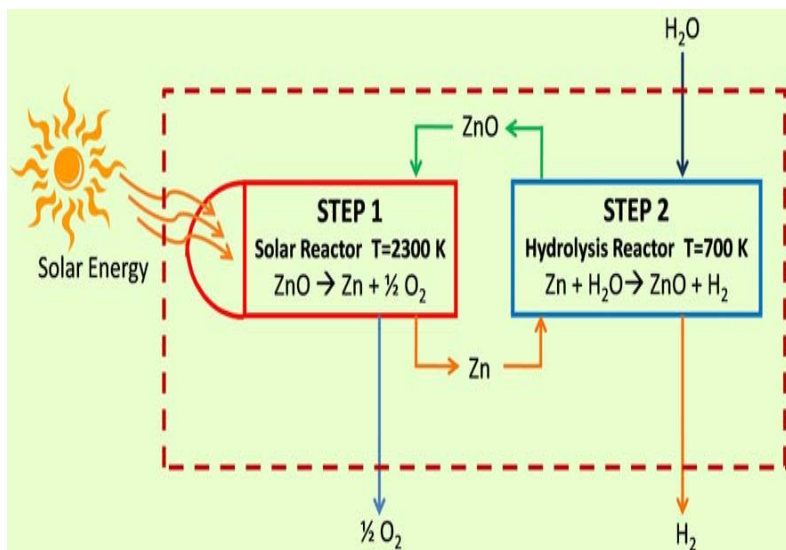 H₂O
ZnO
STEP 1
Solar Reactor T=2300 K
ZnO → Zn + ½ O₂
STEP 2
Hydrolysis Reactor T=700 K
Zn + H₂O → ZnO + H₂
Solar Energy
Zn
½ O₂
H₂